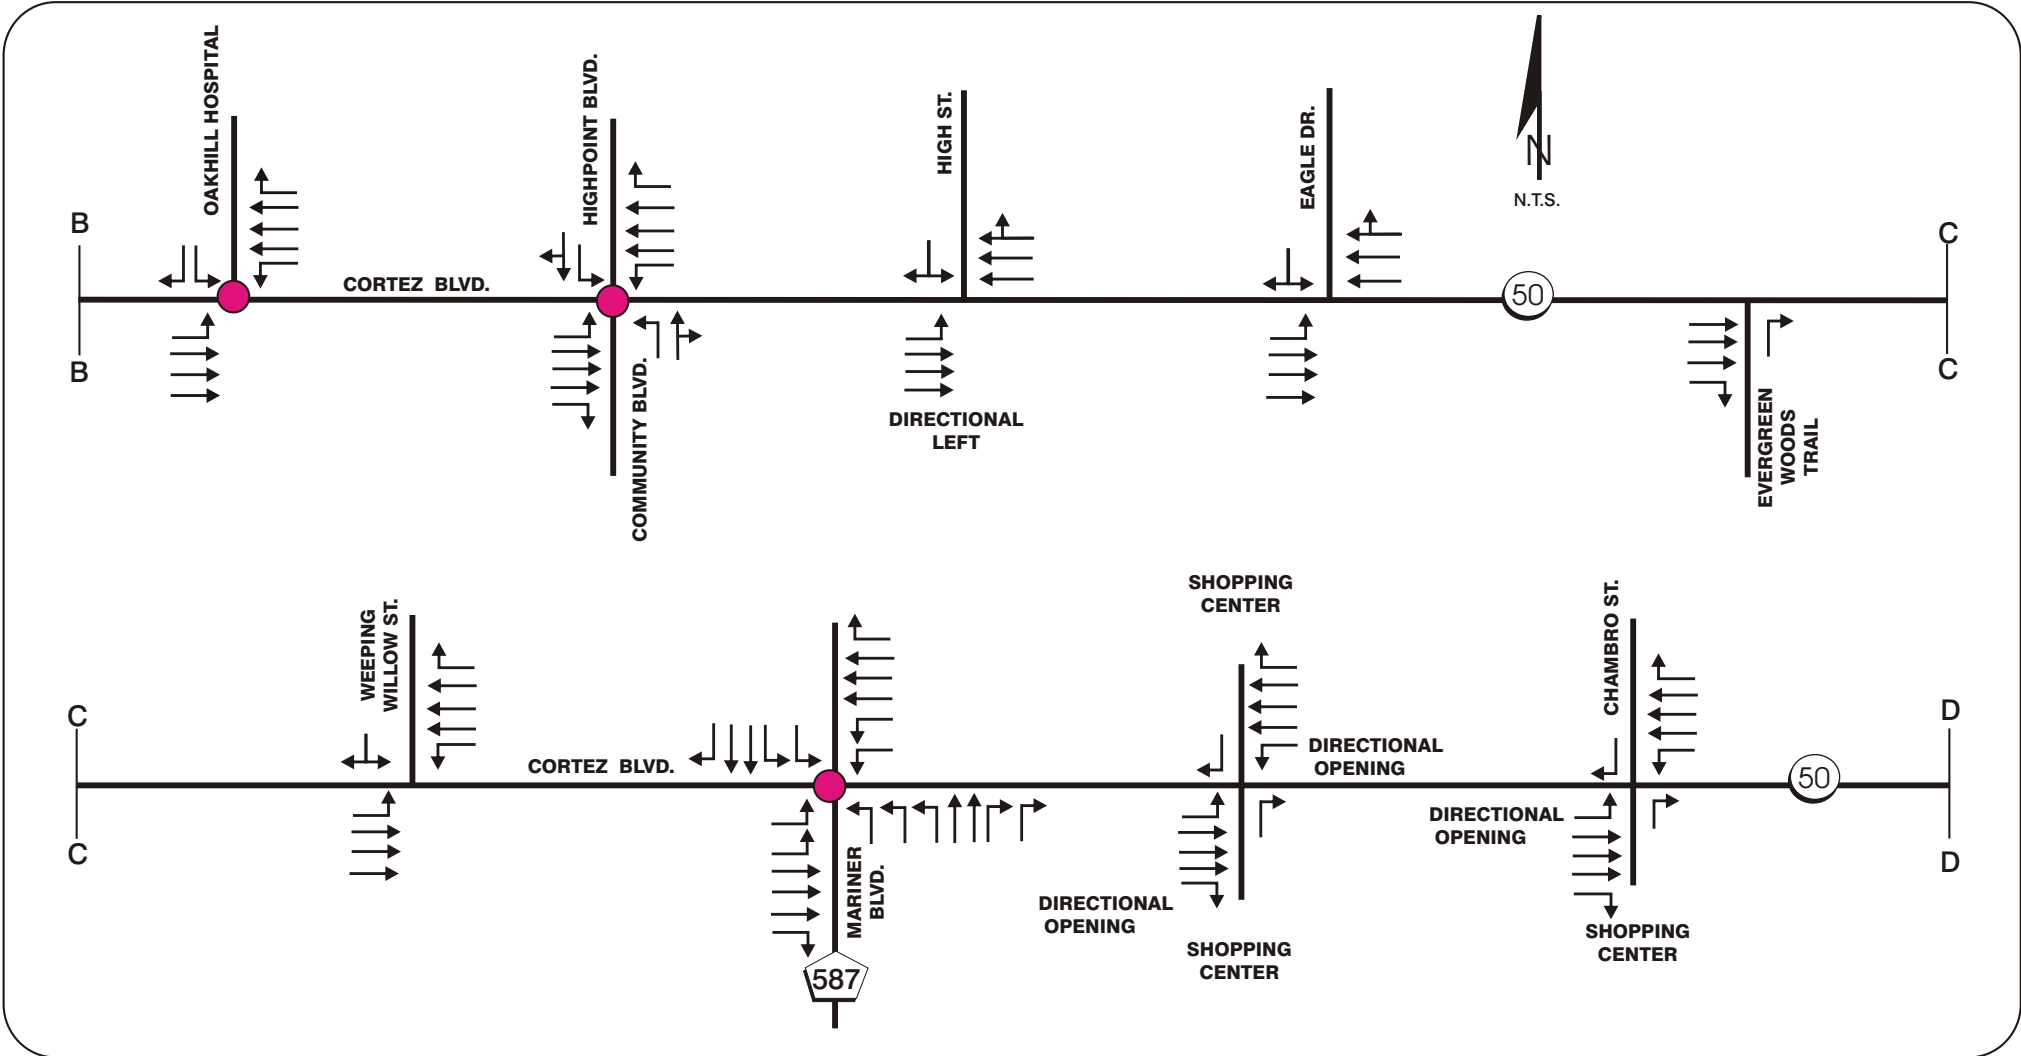 OAKHILL HOSPITAL
HIGHPOINT BLVD.
HIGH ST.
EAGLE DR.
N
N.T.S.
B
C
CORTEZ BLVD.
50
B
C
COMMUNITY BLVD.
DIRECTIONAL
LEFT
EVERGREEN
WOODS
TRAIL
SHOPPING
CENTER
WEEPING
WILLOW ST.
CHAMBRO ST.
C
D
CORTEZ BLVD.
DIRECTIONAL
OPENING
50
DIRECTIONAL
OPENING
C
D
MARINER
BLVD.
DIRECTIONAL
OPENING
SHOPPING
CENTER
SHOPPING
CENTER
587